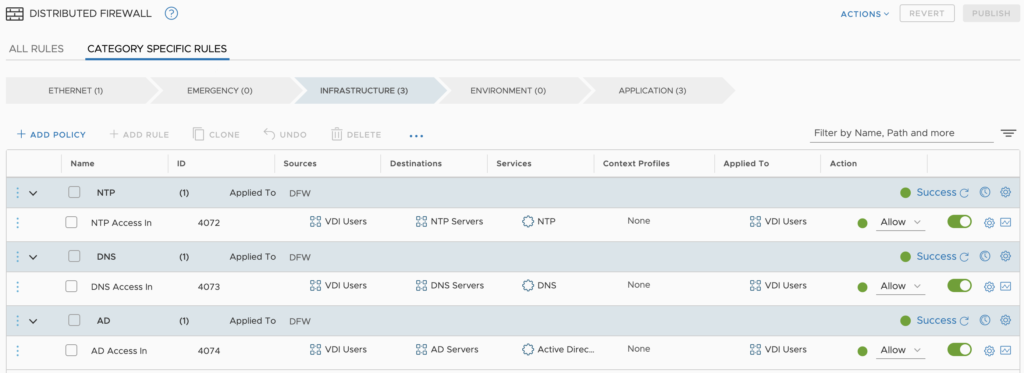 DISTRIBUTED FIREWALL ? ACTIONS REVERT PUBLISH
ALL RULES CATEGORY SPECIFIC RULES
ETHERNET (1) EMERGENCY (0) INFRASTRUCTURE (3) ENVIRONMENT (0) APPLICATION (3)
+ ADD POLICY + ADD RULE CLONE UNDO DELETE ... Filter by Name, Path and more
Name ID Sources Destinations Services Context Profiles Applied To Action
NTP (1) Applied To DFW Success
NTP Access In 4072 VDI Users NTP Servers NTP None VDI Users Allow
DNS (1) Applied To DFW Success
DNS Access In 4073 VDI Users DNS Servers DNS None VDI Users Allow
AD (1) Applied To DFW Success
AD Access In 4074 VDI Users AD Servers Active Direc... None VDI Users Allow